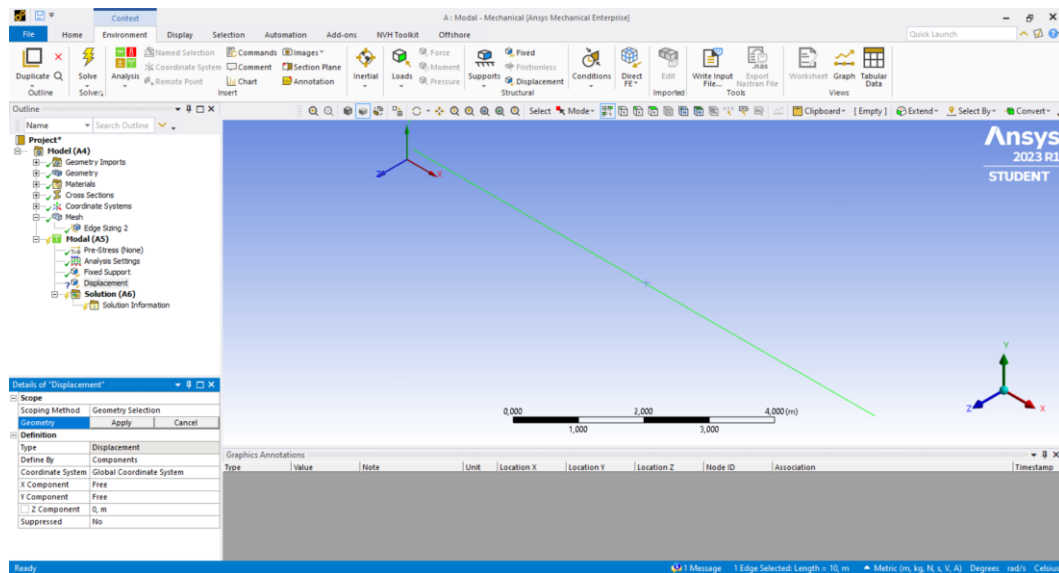 Context
A : Modal - Mechanical [Ansys Mechanical Enterprise]
File Home Environment Display Selection Automation Add-ons NVH Toolkit Offshore Quick Launch
Duplicate Solve Analysis Named Selection Commands Images Inertial Loads Force Supports Fixed Conditions Direct FE Edit Write Input File... Export Nastran File Worksheet Graph Tabular Data
Coordinate System Comment Section Plane Moment Frictionless
Remote Point Chart Annotation Pressure Displacement
Outline Solver Insert Structural Imported Tools Views
Outline Select Mode Clipboard [Empty] Extend Select By Convert
Name Search Outline
Project*
Model (A4)
Geometry Imports
Geometry
Materials
Cross Sections
Coordinate Systems
Mesh
Edge Sizing 2
Modal (A5)
Pre-Stress (None)
Analysis Settings
Fixed Support
Displacement
Solution (A6)
Solution Information
Ansys
2023 R1
STUDENT
Z X
Y
Z X
0,000 2,000 4,000 (m)
1,000 3,000
Details of "Displacement"
Scope
Scoping Method Geometry Selection
Geometry Apply Cancel
Definition
Type Displacement
Define By Components
Coordinate System Global Coordinate System
X Component Free
Y Component Free
Z Component 0, m
Suppressed No
Graphics Annotations
Type Value Note Unit Location X Location Y Location Z Node ID Association Timestamp
Ready 1 Message 1 Edge Selected: Length = 10, m Metric (m, kg, N, s, V, A) Degrees rad/s Celsius